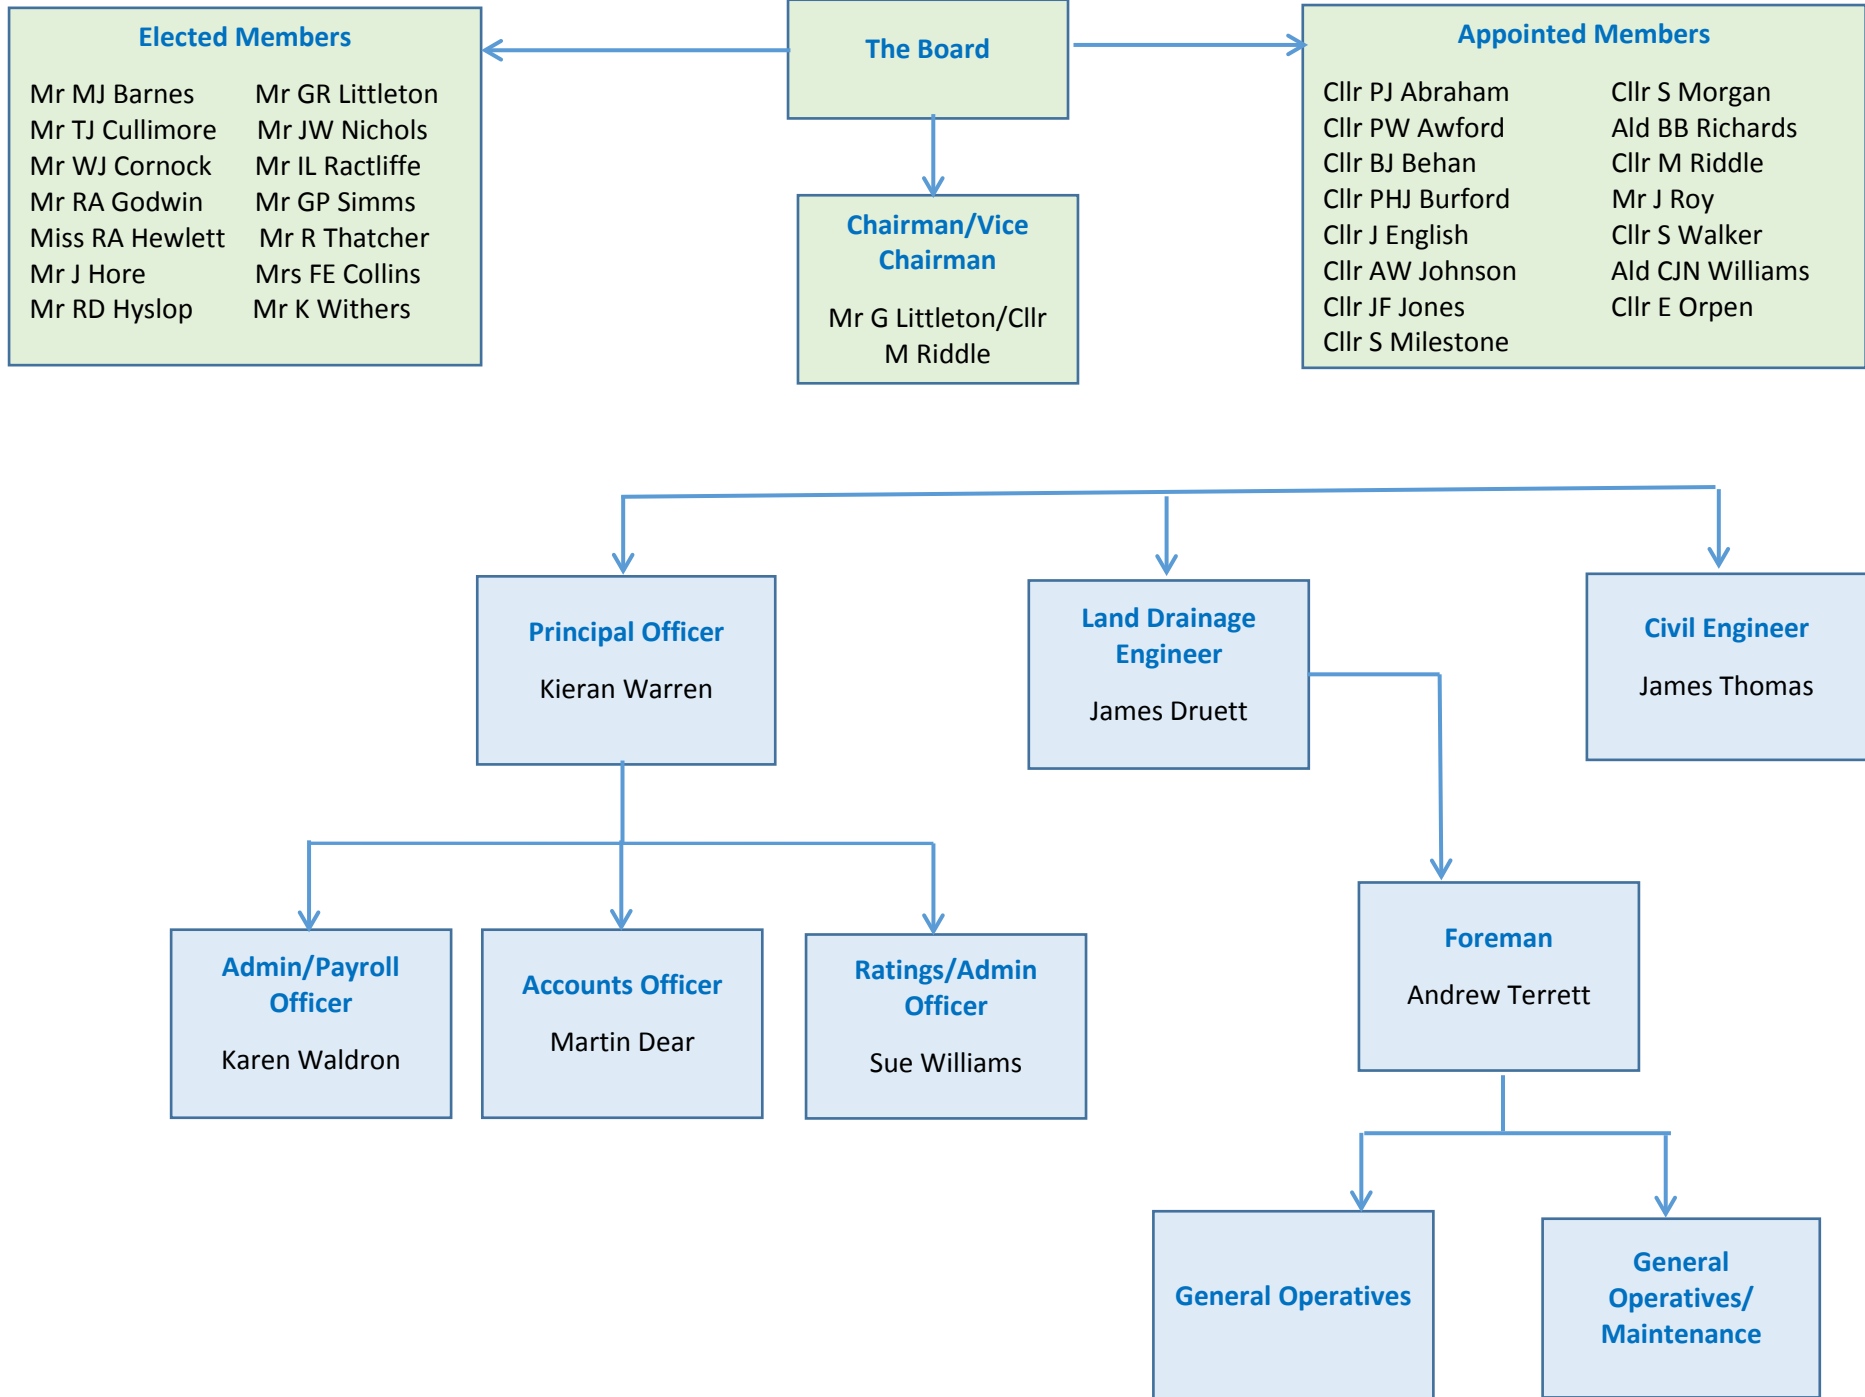 Elected Members
Mr MJ Barnes Mr GR Littleton
Mr TJ Cullimore Mr JW Nichols
Mr WJ Cornock Mr IL Ractliffe
Mr RA Godwin Mr GP Simms
Miss RA Hewlett Mr R Thatcher
Mr J Hore Mrs FE Collins
Mr RD Hyslop Mr K Withers
The Board
Chairman/Vice
Chairman
Mr G Littleton/Cllr
M Riddle
Appointed Members
Cllr PJ Abraham Cllr S Morgan
Cllr PW Awford Ald BB Richards
Cllr BJ Behan Cllr M Riddle
Cllr PHJ Burford Mr J Roy
Cllr J English Cllr S Walker
Cllr AW Johnson Ald CJN Williams
Cllr JF Jones Cllr E Orpen
Cllr S Milestone
Principal Officer
Kieran Warren
Land Drainage
Engineer
James Druett
Civil Engineer
James Thomas
Admin/Payroll
Officer
Karen Waldron
Accounts Officer
Martin Dear
Ratings/Admin
Officer
Sue Williams
Foreman
Andrew Terrett
General Operatives
General
Operatives/
Maintenance